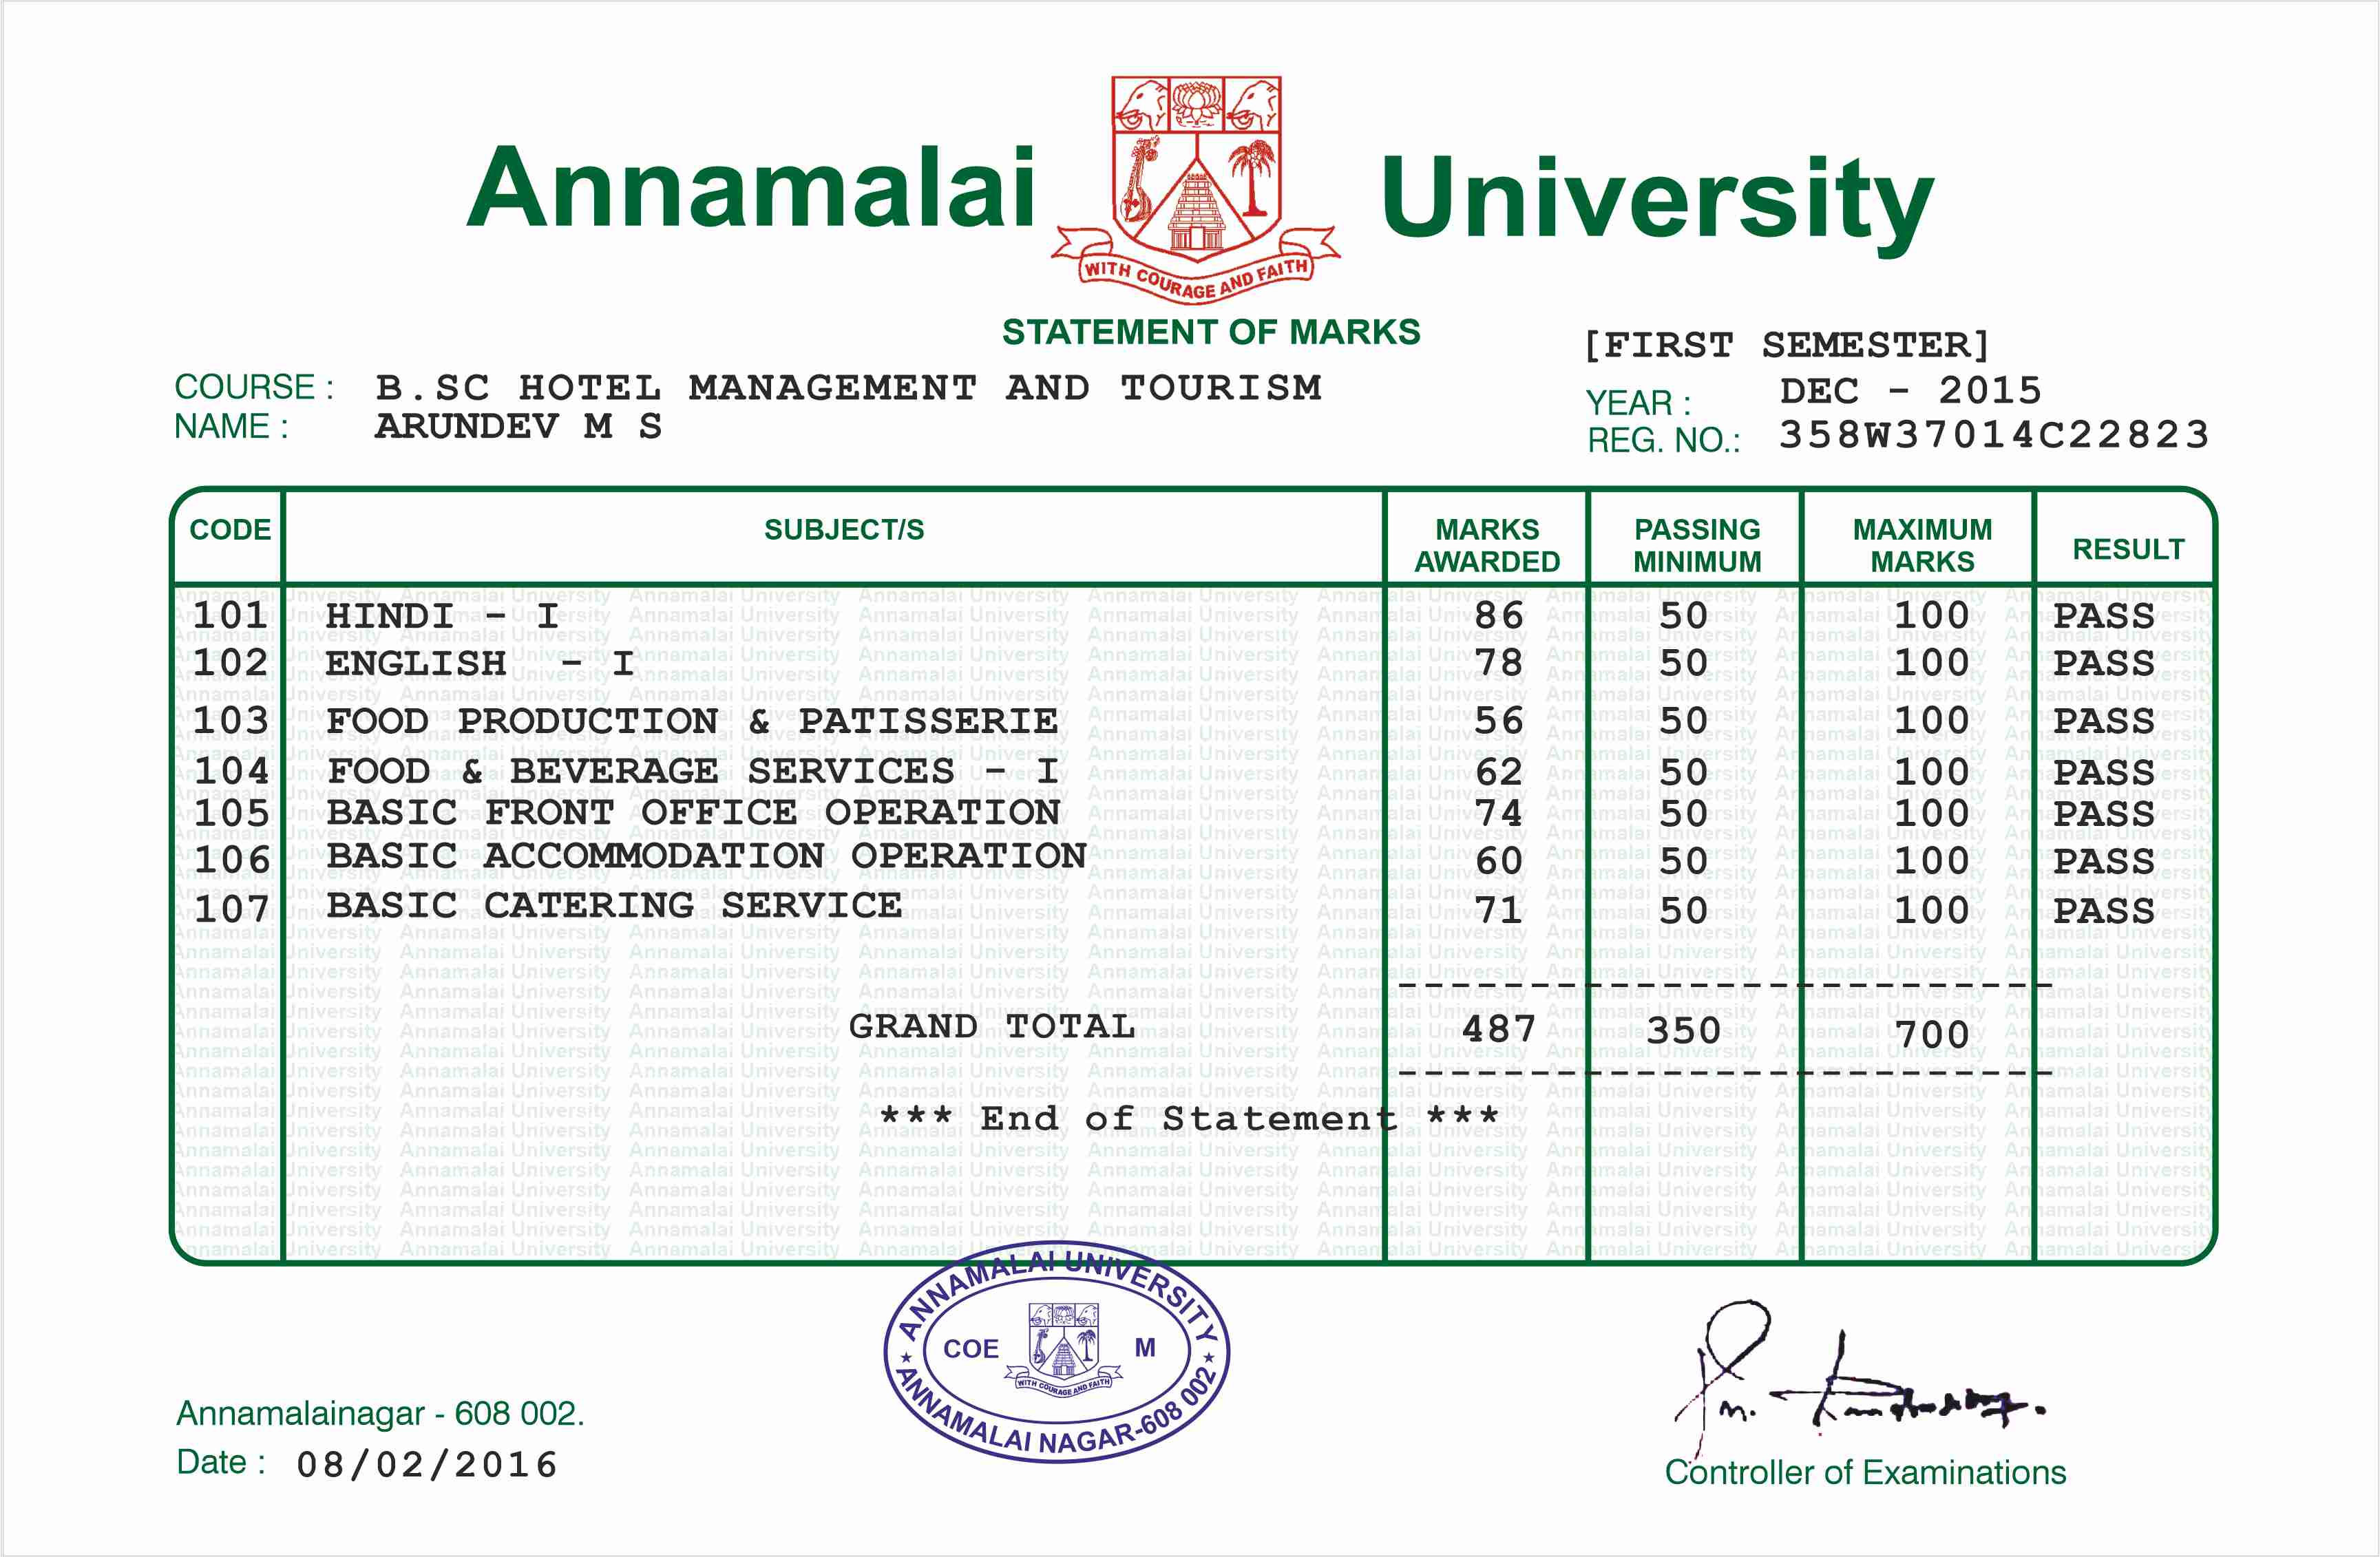 Annamalai University
WITH COURAGE AND FAITH
STATEMENT OF MARKS
[FIRST SEMESTER]
COURSE : B.SC HOTEL MANAGEMENT AND TOURISM
YEAR : DEC - 2015
NAME : ARUNDEV M S
REG. NO.: 358W37014C22823
CODE SUBJECT/S MARKS AWARDED PASSING MINIMUM MAXIMUM MARKS RESULT
101 HINDI - I 86 50 100 PASS
102 ENGLISH - I 78 50 100 PASS
103 FOOD PRODUCTION & PATISSERIE 56 50 100 PASS
104 FOOD & BEVERAGE SERVICES - I 62 50 100 PASS
105 BASIC FRONT OFFICE OPERATION 74 50 100 PASS
106 BASIC ACCOMMODATION OPERATION 60 50 100 PASS
107 BASIC CATERING SERVICE 71 50 100 PASS
GRAND TOTAL 487 350 700
*** End of Statement ***
ANNAMALAI UNIVERSITY
COE M
WITH COURAGE AND FAITH
ANNAMALAI NAGAR-608 002
Annamalainagar - 608 002.
Date : 08/02/2016
Controller of Examinations